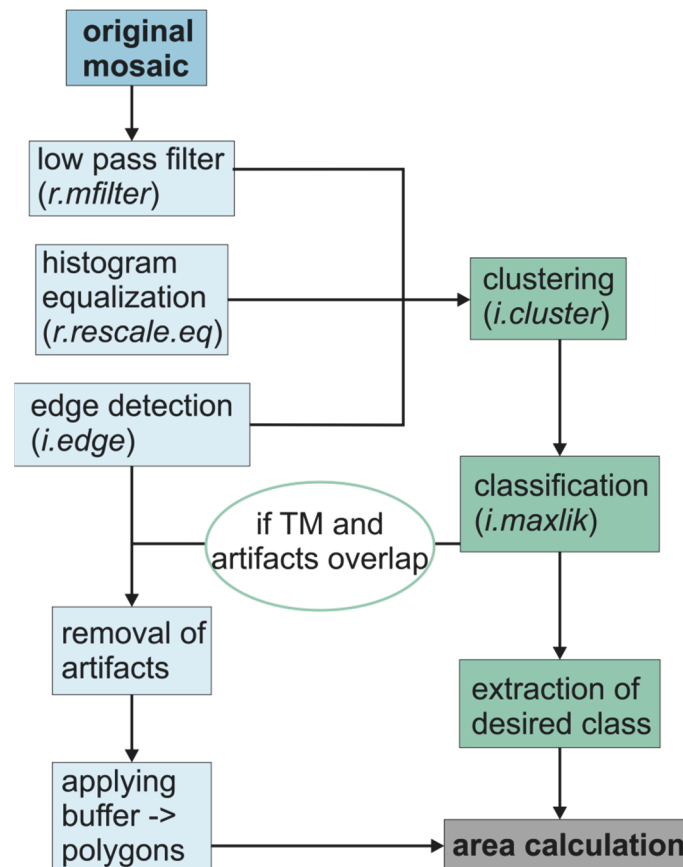 original
mosaic
low pass filter
(r.mfilter)
histogram
equalization
(r.rescale.eq)
clustering
(i.cluster)
edge detection
(i.edge)
classification
(i.maxlik)
if TM and
artifacts overlap
removal of
artifacts
extraction of
desired class
applying
buffer ->
polygons
area calculation